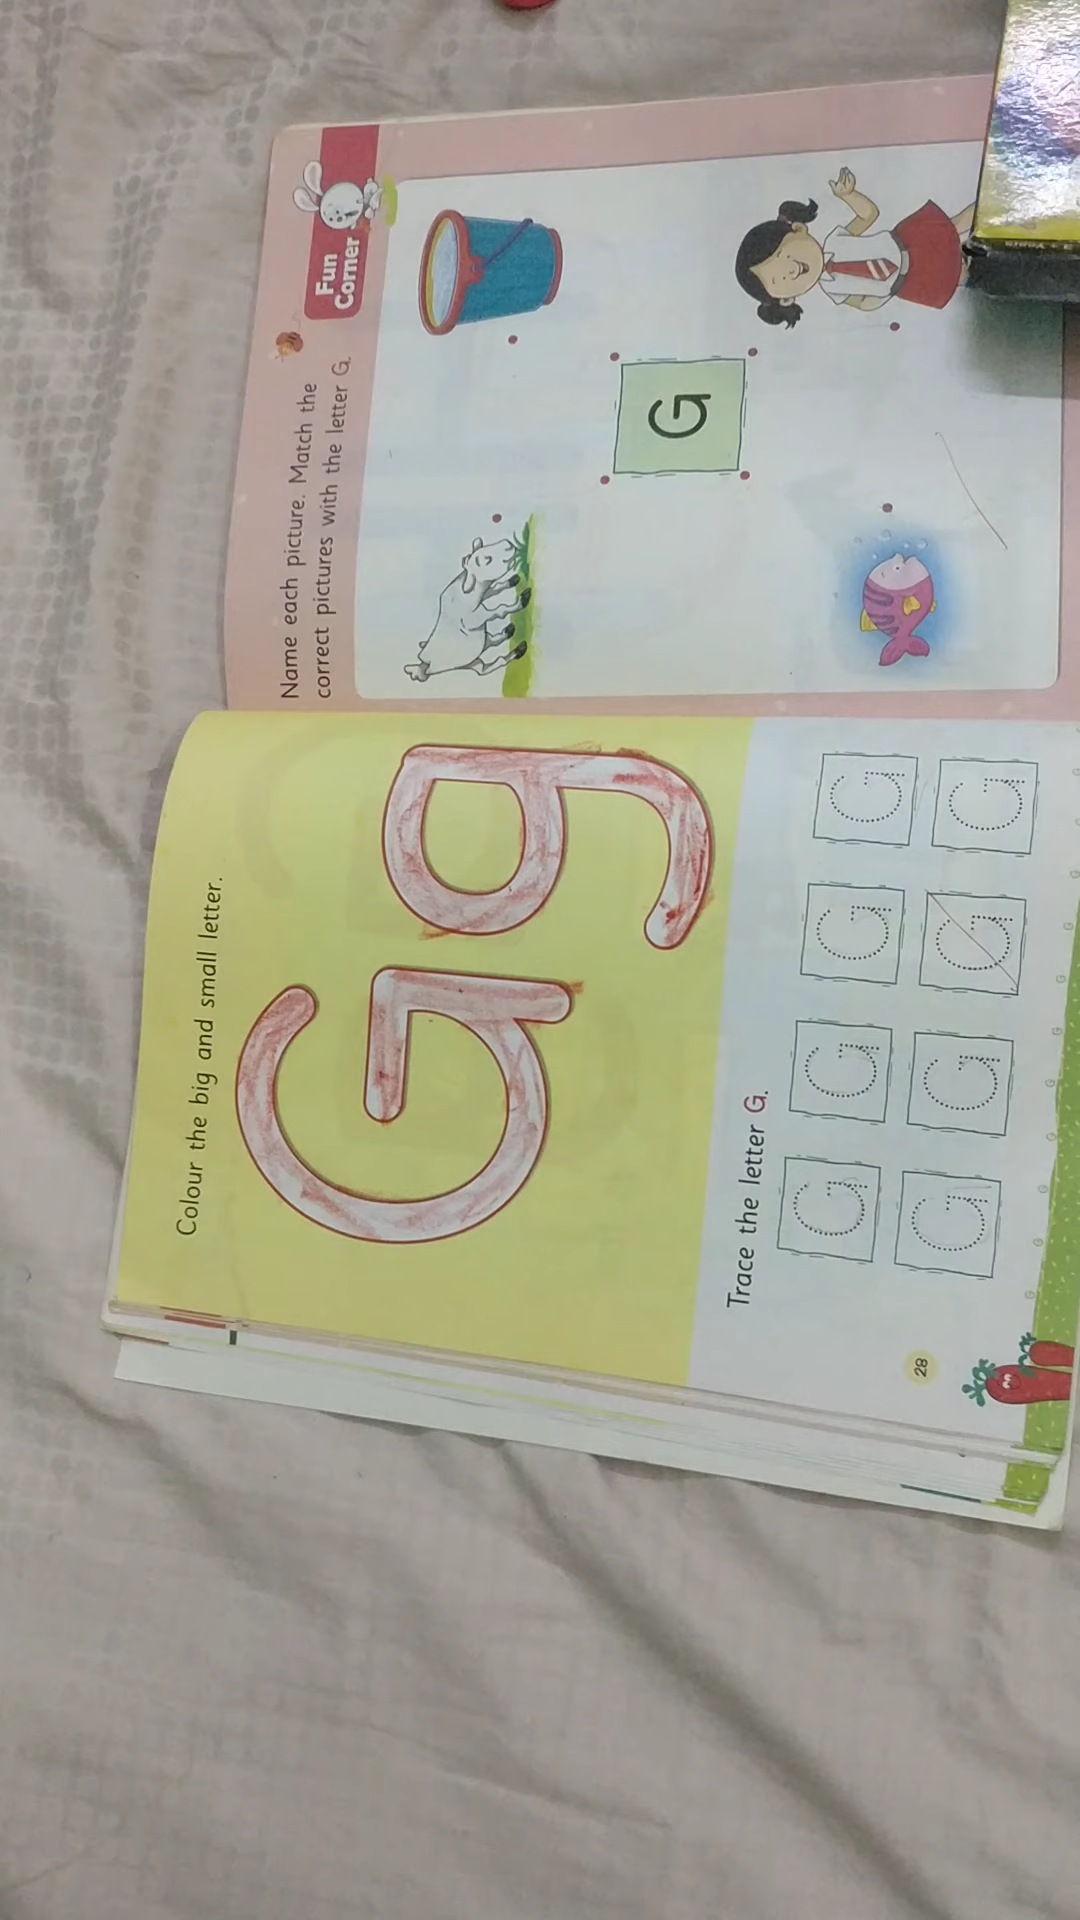 Colour the big and small letter.
Gg
Trace the letter G.
G G G G
G G G G
28
Name each picture. Match the
correct pictures with the letter G.
Fun
Corner
G